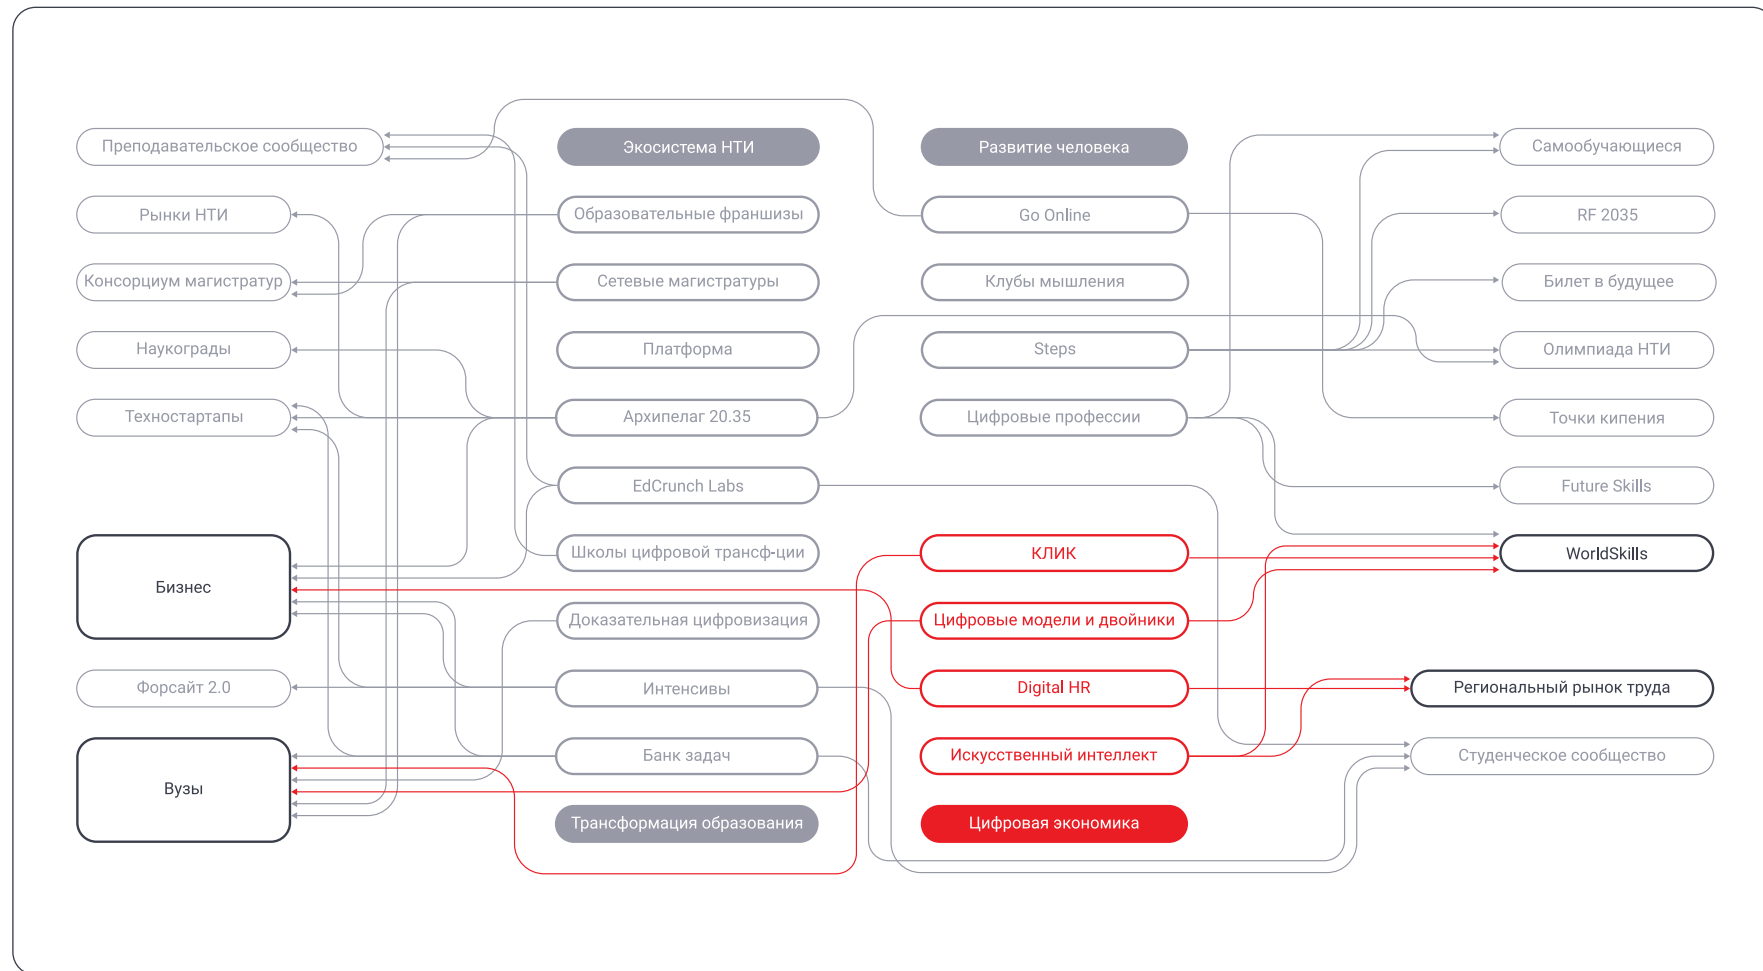 Преподавательское сообщество
Экосистема НТИ
Развитие человека
Самообучающиеся
Рынки НТИ
Образовательные франшизы
Go Online
RF 2035
Консорциум магистратур
Сетевые магистратуры
Клубы мышления
Билет в будущее
Наукограды
Платформа
Steps
Олимпиада НТИ
Техностартапы
Архипелаг 20.35
Цифровые профессии
Точки кипения
EdCrunch Labs
Future Skills
Школы цифровой трансф-ции
КЛИК
WorldSkills
Бизнес
Доказательная цифровизация
Цифровые модели и двойники
Форсайт 2.0
Интенсивы
Digital HR
Региональный рынок труда
Банк задач
Искусственный интеллект
Студенческое сообщество
Вузы
Трансформация образования
Цифровая экономика